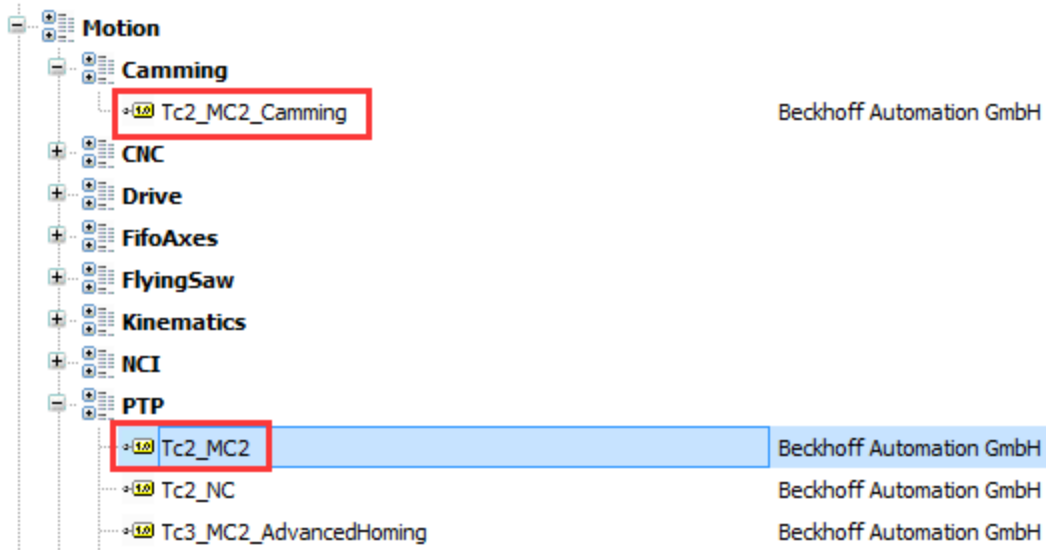 Motion
Camming
Tc2_MC2_Camming Beckhoff Automation GmbH
CNC
Drive
FifoAxes
FlyingSaw
Kinematics
NCI
PTP
Tc2_MC2 Beckhoff Automation GmbH
Tc2_NC Beckhoff Automation GmbH
Tc3_MC2_AdvancedHoming Beckhoff Automation GmbH